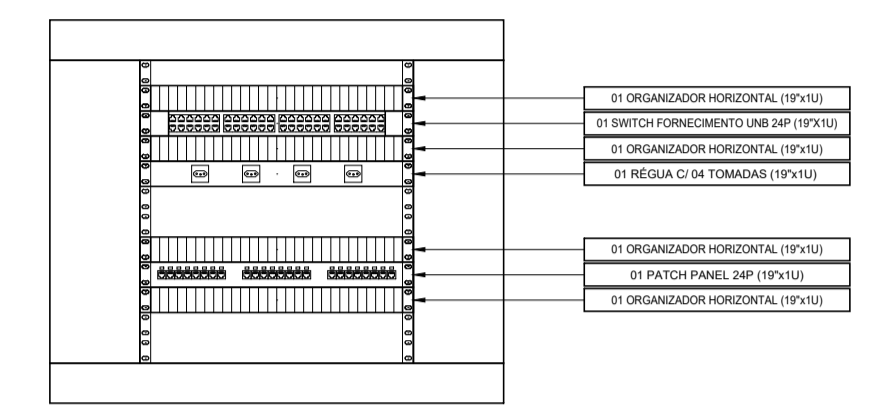 01 ORGANIZADOR HORIZONTAL (19"x1U)
01 SWITCH FORNECIMENTO UNB 24P (19"X1U)
01 ORGANIZADOR HORIZONTAL (19"x1U)
01 RÉGUA C/ 04 TOMADAS (19"x1U)
01 ORGANIZADOR HORIZONTAL (19"x1U)
01 PATCH PANEL 24P (19"x1U)
01 ORGANIZADOR HORIZONTAL (19"x1U)